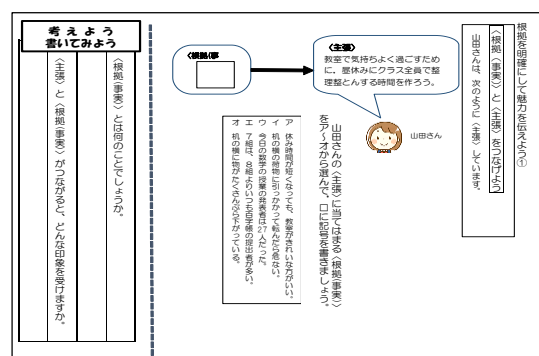 根拠を明確にして魅力を伝えよう①
〈根拠(事実)〉と〈主張〉をつなげよう
山田さんは、次のように〈主張〉しています。
〈主張〉
教室で気持ちよく過ごすため
に、昼休みにクラス全員で整
理整とんする時間を作ろう。
山田さん
〈根拠(事
山田さんの〈主張〉に当てはまる〈根拠(事実)〉
をア〜オから選んで、口に記号を書きましょう。
ア 休み時間が短くなっても、教室がきれいな方がいい。
イ 机の横の荷物に引っかかって転んだら危ない。
ウ 今日の数学の授業の発表者は27人だった。
エ 7組は、8組よりいつも自学帳の提出者が多い。
オ 机の横に物がたくさんぶら下がっている。
考えよう
書いてみよう
〈根拠(事実)〉とは何のことでしょうか。
〈主張〉と〈根拠(事実)〉がつながると、どんな印象を受けますか。